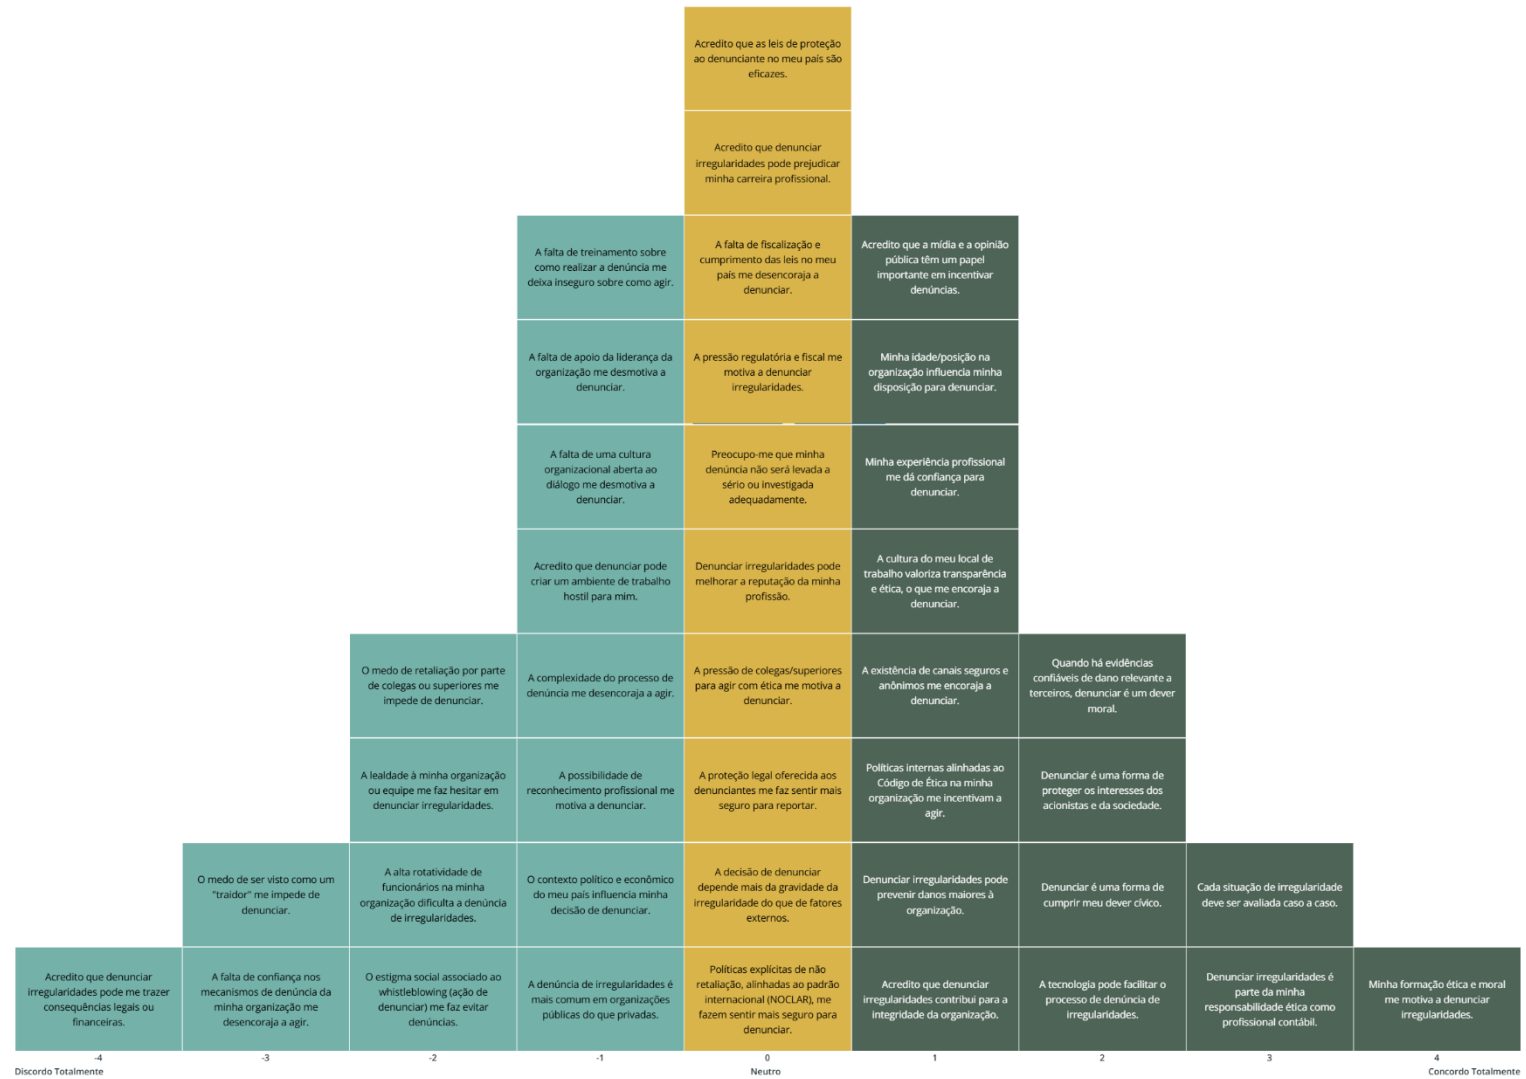 Acredito que as leis de proteção
ao denunciante no meu país são
eficazes.
Acredito que denunciar
irregularidades pode prejudicar
minha carreira profissional.
A falta de treinamento sobre
como realizar a denúncia me
deixa inseguro sobre como agir.
A falta de fiscalização e
cumprimento das leis no meu
país me desencoraja a
denunciar.
Acredito que a mídia e a opinião
pública têm um papel
importante em incentivar
denúncias.
A falta de apoio da liderança da
organização me desmotiva a
denunciar.
A pressão regulatória e fiscal me
motiva a denunciar
irregularidades.
Minha idade/posição na
organização influencia minha
disposição para denunciar.
A falta de uma cultura
organizacional aberta ao
diálogo me desmotiva a
denunciar.
Preocupo-me que minha
denúncia não será levada a
sério ou investigada
adequadamente.
Minha experiência profissional
me dá confiança para
denunciar.
Acredito que denunciar pode
criar um ambiente de trabalho
hostil para mim.
Denunciar irregularidades pode
melhorar a reputação da minha
profissão.
A cultura do meu local de
trabalho valoriza transparência
e ética, o que me encoraja a
denunciar.
O medo de retaliação por parte
de colegas ou superiores me
impede de denunciar.
A complexidade do processo de
denúncia me desencoraja a agir.
A pressão de colegas/superiores
para agir com ética me motiva a
denunciar.
A existência de canais seguros e
anônimos me encoraja a
denunciar.
Quando há evidências
confiáveis de dano relevante a
terceiros, denunciar é um dever
moral.
A lealdade à minha organização
ou equipe me faz hesitar em
denunciar irregularidades.
A possibilidade de
reconhecimento profissional me
motiva a denunciar.
A proteção legal oferecida aos
denunciantes me faz sentir mais
seguro para reportar.
Políticas internas alinhadas ao
Código de Ética na minha
organização me incentivam a
agir.
Denunciar é uma forma de
proteger os interesses dos
acionistas e da sociedade.
O medo de ser visto como um
"traidor" me impede de
denunciar.
A alta rotatividade de
funcionários na minha
organização dificulta a denúncia
de irregularidades.
O contexto político e econômico
do meu país influencia minha
decisão de denunciar.
A decisão de denunciar
depende mais da gravidade da
irregularidade do que de fatores
externos.
Denunciar irregularidades pode
prevenir danos maiores à
organização.
Denunciar é uma forma de
cumprir meu dever cívico.
Cada situação de irregularidade
deve ser avaliada caso a caso.
Acredito que denunciar
irregularidades pode me trazer
consequências legais ou
financeiras.
A falta de confiança nos
mecanismos de denúncia da
minha organização me
desencoraja a agir.
O estigma social associado ao
whistleblowing (ação de
denunciar) me faz evitar
denúncias.
A denúncia de irregularidades é
mais comum em organizações
públicas do que privadas.
Políticas explícitas de não
retaliação, alinhadas ao padrão
internacional (NOCLAR), me
fazem sentir mais seguro para
denunciar.
Acredito que denunciar
irregularidades contribui para a
integridade da organização.
A tecnologia pode facilitar o
processo de denúncia de
irregularidades.
Denunciar irregularidades é
parte da minha
responsabilidade ética como
profissional contábil.
Minha formação ética e moral
me motiva a denunciar
irregularidades.
-4 -3 -2 -1 0 1 2 3 4
Discordo Totalmente Neutro Concordo Totalmente